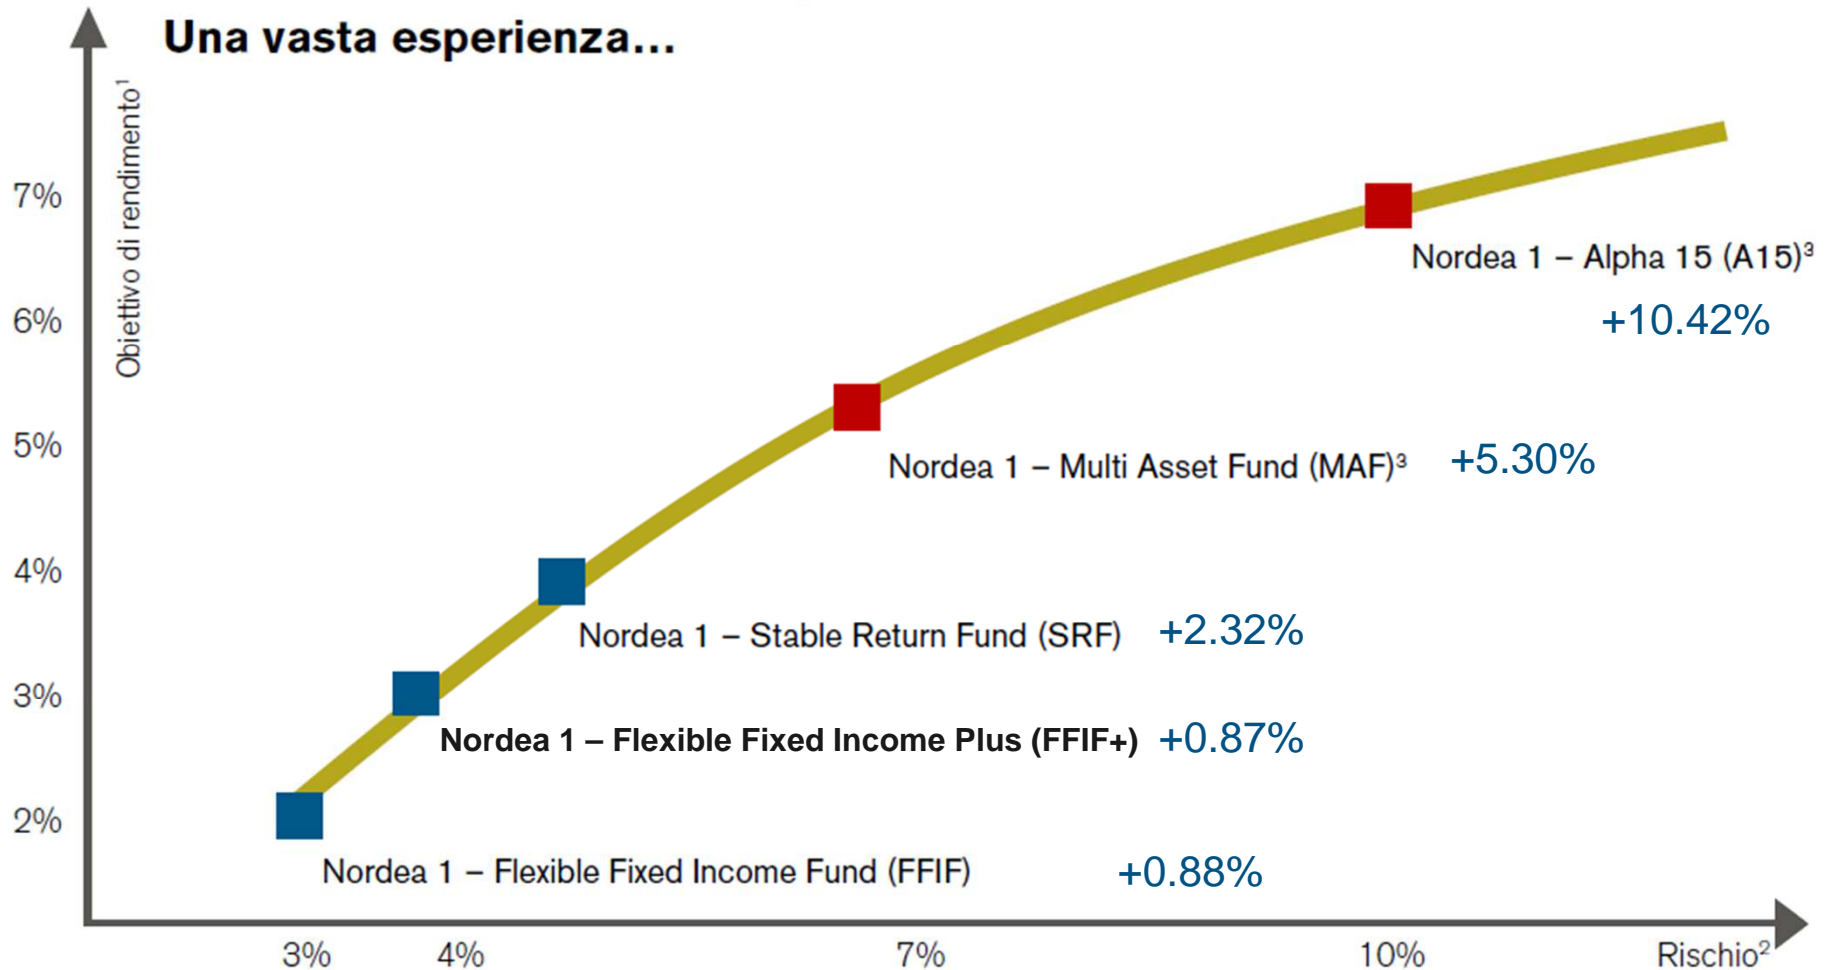 Una vasta esperienza...
Obiettivo di rendimento¹
7%
Nordea 1 – Alpha 15 (A15)³
6%
+10.42%
5%
Nordea 1 – Multi Asset Fund (MAF)³ +5.30%
4%
Nordea 1 – Stable Return Fund (SRF) +2.32%
3%
Nordea 1 – Flexible Fixed Income Plus (FFIF+) +0.87%
2%
Nordea 1 – Flexible Fixed Income Fund (FFIF) +0.88%
3% 4% 7% 10% Rischio²